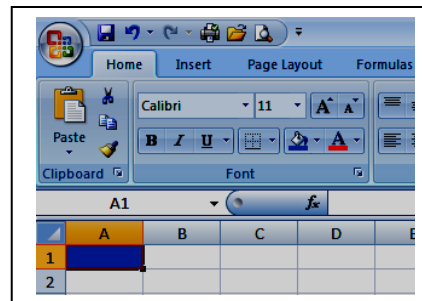 Home Insert Page Layout Formulas
Calibri 11 A A
Paste B I U A
Clipboard Font
A1 fx
A B C D E
1
2